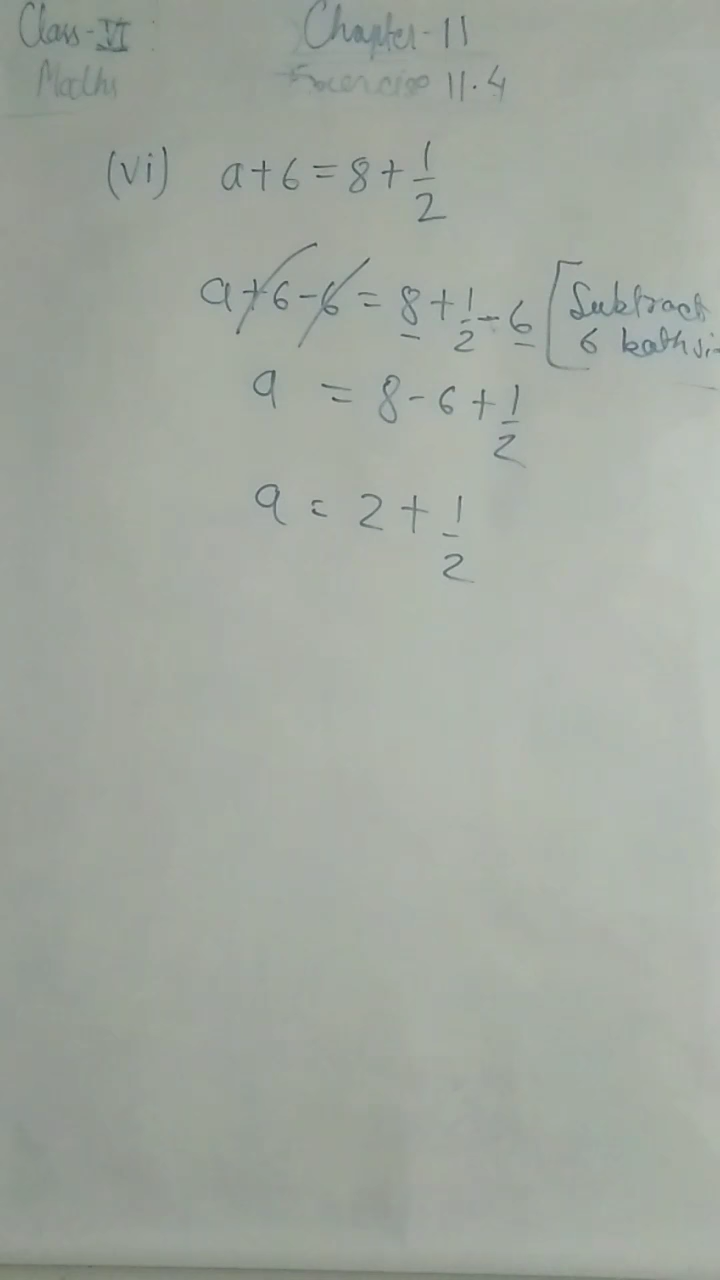 Class-VI : Chapter-11
Maths Exercise 11.4
(vi) a+6=8+1/2
a+6-6=8+1/2-6 [Subtract
6 both si
a = 8-6+1/2
a = 2+1/2